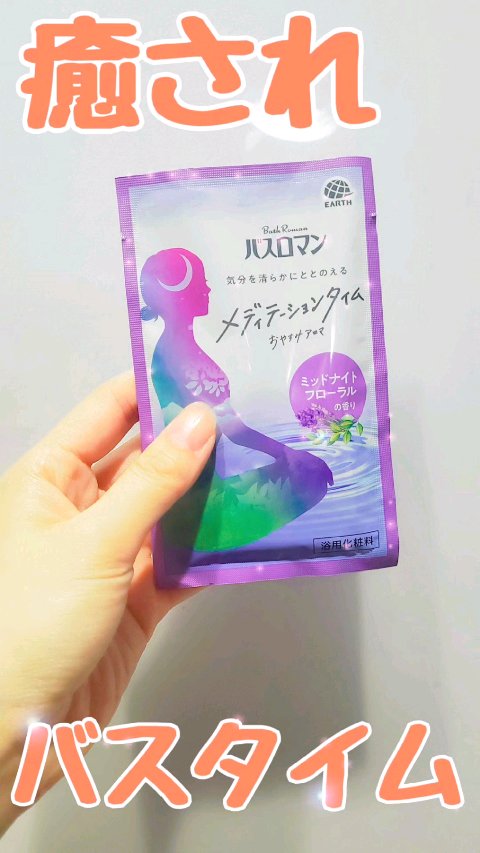 癒され
EARTH
Bath Roman
バスロマン
気分を清らかにととのえる
メディテーションタイム
おやすみアロマ
ミッドナイト
フローラル
の香り
浴用化粧料
バスタイム